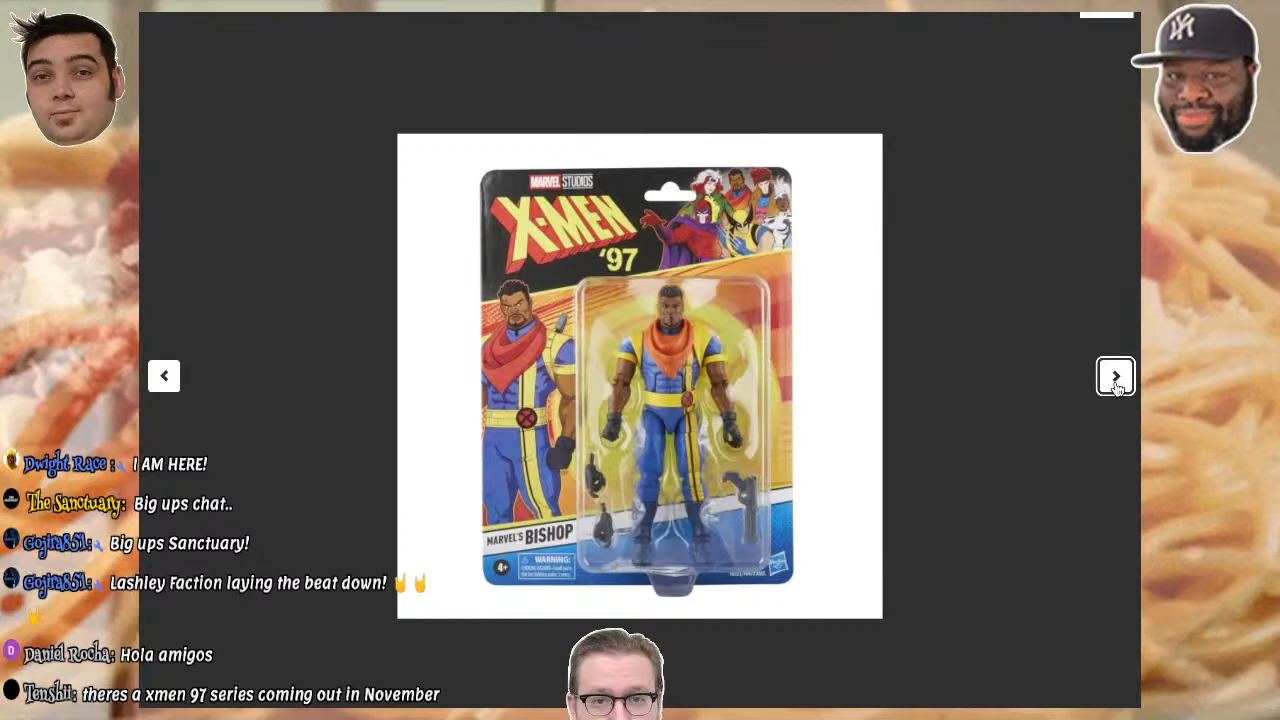 MARVEL STUDIOS
X-MEN
'97
MARVEL'S BISHOP
4+
WARNING:
Dwight Race : I AM HERE!
The Sanctuary: Big ups chat..
Gojira851: Big ups Sanctuary!
Gojira851: Lashley Faction laying the beat down! 🤘 🤘
🤘
D Daniel Rocha: Hola amigos
Tenshii: theres a xmen 97 series coming out in November